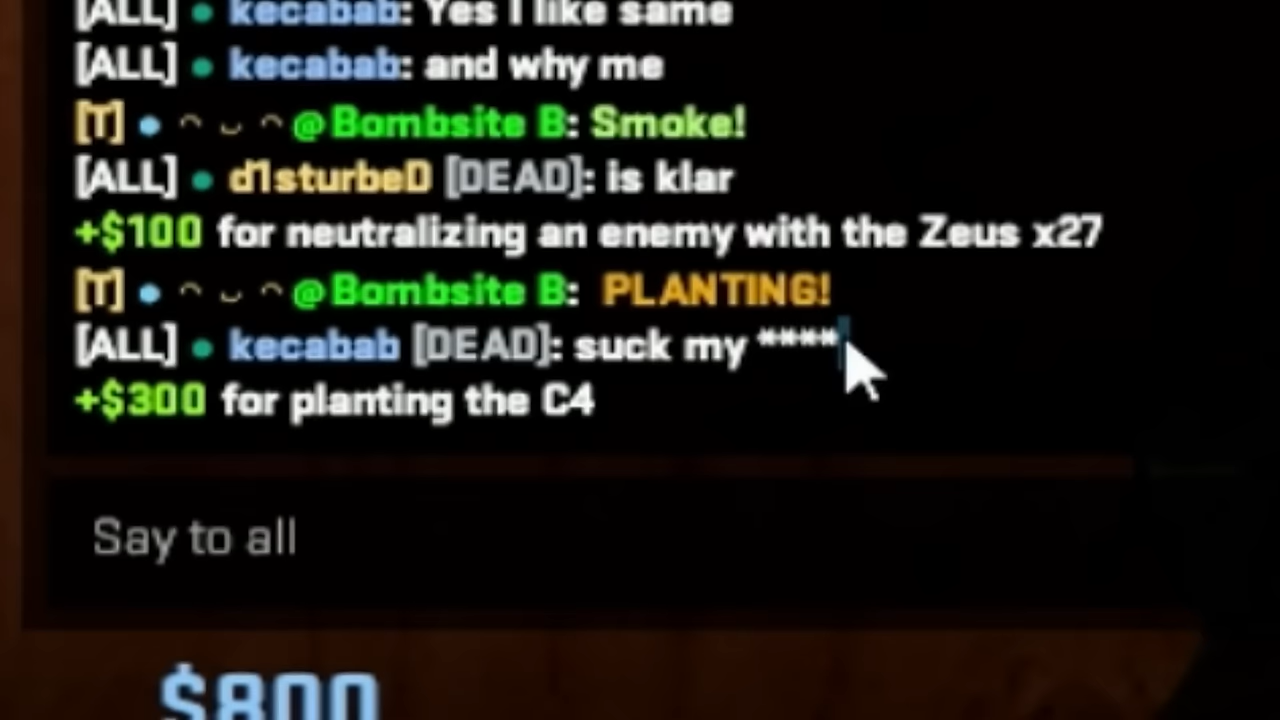 [ALL] ● kecabab: Yes I like same
[ALL] ● kecabab: and why me
[T] ● ᵔ ᴗ ᵔ@Bombsite B: Smoke!
[ALL] ● d1sturbeD [DEAD]: is klar
+$100 for neutralizing an enemy with the Zeus x27
[T] ● ᵔ ᴗ ᵔ@Bombsite B: PLANTING!
[ALL] ● kecabab [DEAD]: suck my ****
+$300 for planting the C4
Say to all
$800